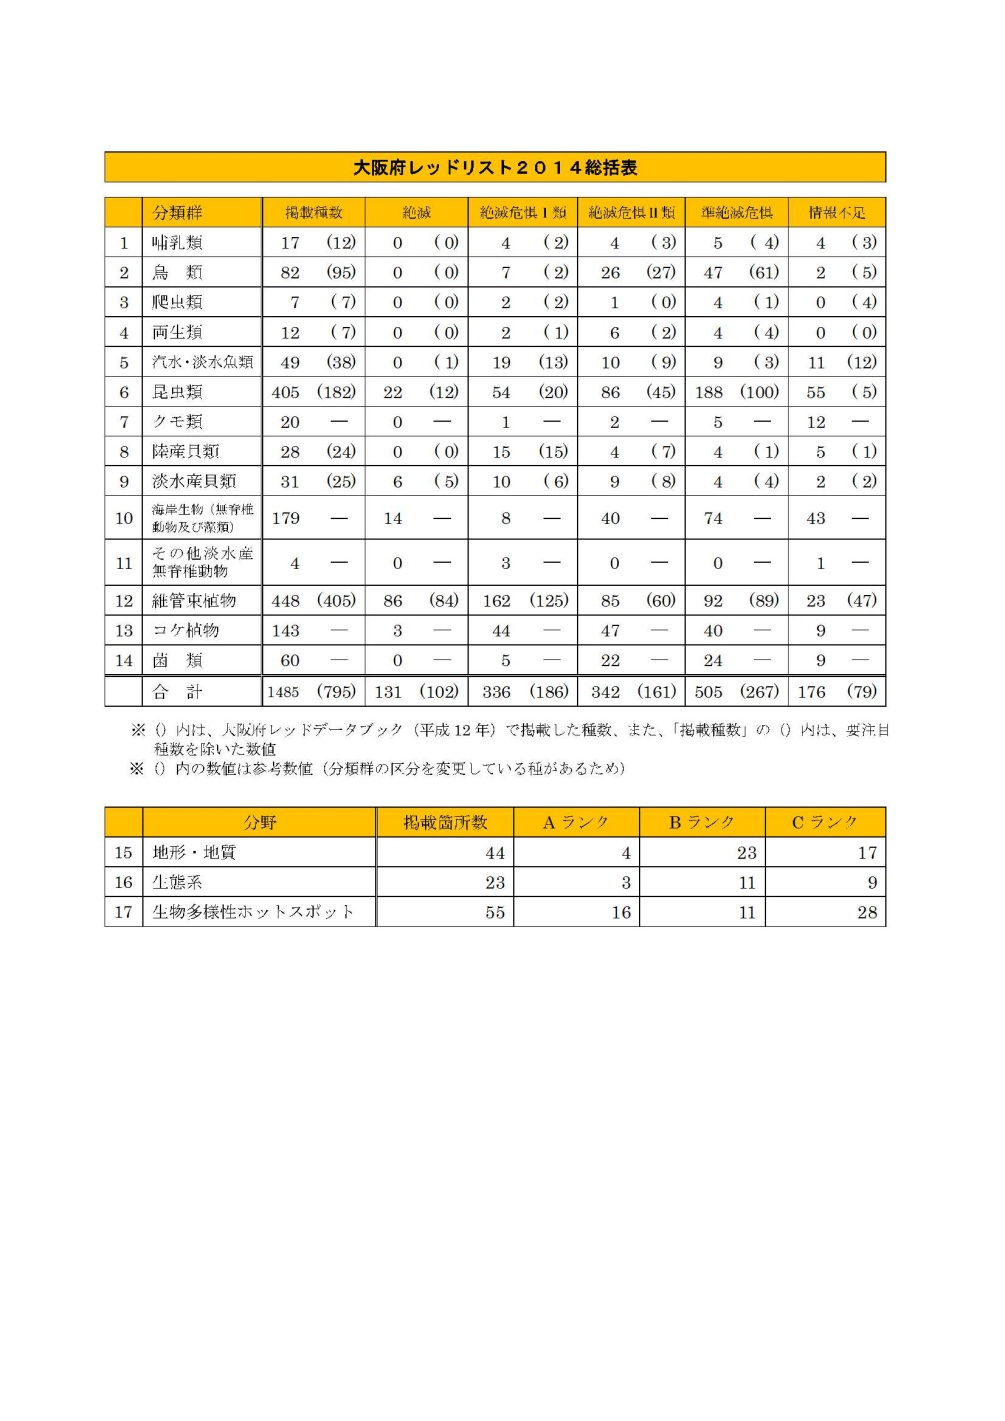 大阪府レッドリスト２０１４総括表
分類群 掲載種数 絶滅 絶滅危惧Ⅰ類 絶滅危惧Ⅱ類 準絶滅危惧 情報不足
1 哺乳類 17 (12) 0 ( 0) 4 ( 2) 4 ( 3) 5 ( 4) 4 ( 3)
2 鳥　類 82 (95) 0 ( 0) 7 ( 2) 26 (27) 47 (61) 2 ( 5)
3 爬虫類 7 ( 7) 0 ( 0) 2 ( 2) 1 ( 0) 4 ( 1) 0 ( 4)
4 両生類 12 ( 7) 0 ( 0) 2 ( 1) 6 ( 2) 4 ( 4) 0 ( 0)
5 汽水・淡水魚類 49 (38) 0 ( 1) 19 (13) 10 ( 9) 9 ( 3) 11 (12)
6 昆虫類 405 (182) 22 (12) 54 (20) 86 (45) 188 (100) 55 ( 5)
7 クモ類 20 ― 0 ― 1 ― 2 ― 5 ― 12 ―
8 陸産貝類 28 (24) 0 ( 0) 15 (15) 4 ( 7) 4 ( 1) 5 ( 1)
9 淡水産貝類 31 (25) 6 ( 5) 10 ( 6) 9 ( 8) 4 ( 4) 2 ( 2)
海岸生物（無脊椎
10 179 ― 14 ― 8 ― 40 ― 74 ― 43 ―
動物及び藻類）
その他淡水産
11 4 ― 0 ― 3 ― 0 ― 0 ― 1 ―
無脊椎動物
12 維管束植物 448 (405) 86 (84) 162 (125) 85 (60) 92 (89) 23 (47)
13 コケ植物 143 ― 3 ― 44 ― 47 ― 40 ― 9 ―
14 菌　類 60 ― 0 ― 5 ― 22 ― 24 ― 9 ―
合　計 1485 (795) 131 (102) 336 (186) 342 (161) 505 (267) 176 (79)
※（）内は、大阪府レッドデータブック（平成 12 年）で掲載した種数、また、「掲載種数」の（）内は、要注目
種数を除いた数値
※（）内の数値は参考数値（分類群の区分を変更している種があるため）
分野 掲載箇所数 A ランク B ランク C ランク
15 地形・地質 44 4 23 17
16 生態系 23 3 11 9
17 生物多様性ホットスポット 55 16 11 28